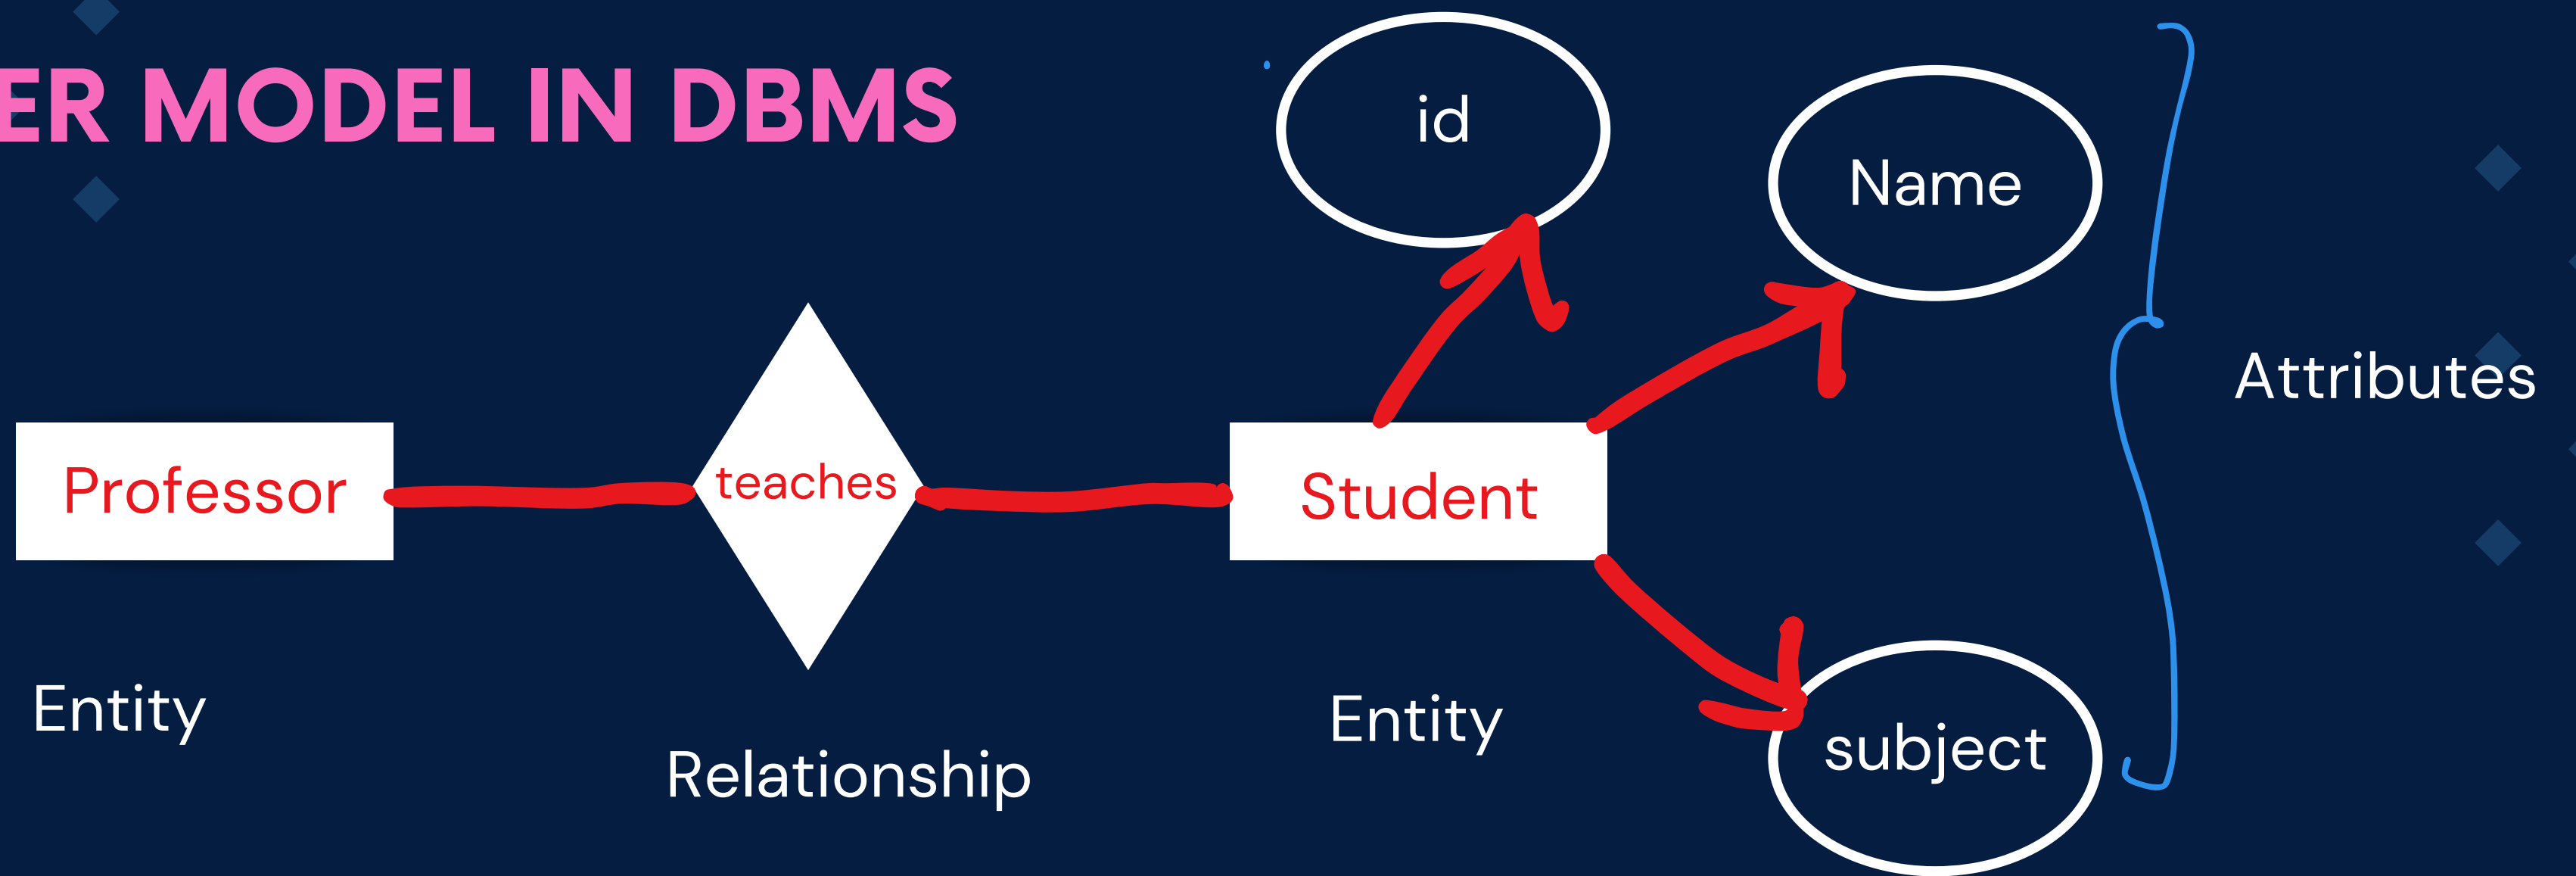 ER MODEL IN DBMS
id
Name
Attributes
Professor
teaches
Student
Entity
Relationship
Entity
subject